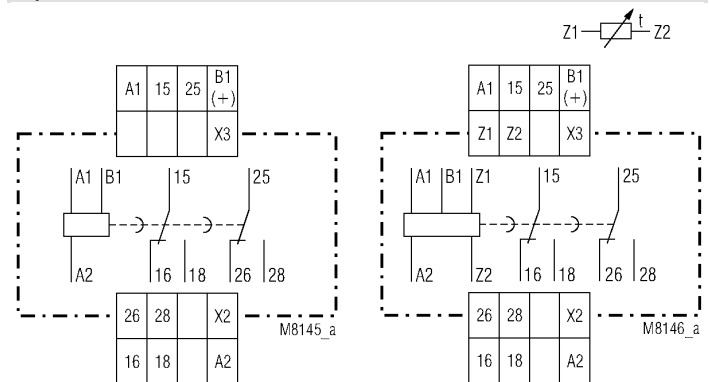 Z1 t Z2
A1 15 25 B1 (+)
X3
A1 B1 15 25
A2 16 18 26 28
26 28 X2
M8145_a
16 18 A2
A1 15 25 B1 (+)
Z1 Z2 X3
A1 B1 Z1 15 25
A2 Z2 16 18 26 28
26 28 X2
M8146_a
16 18 A2